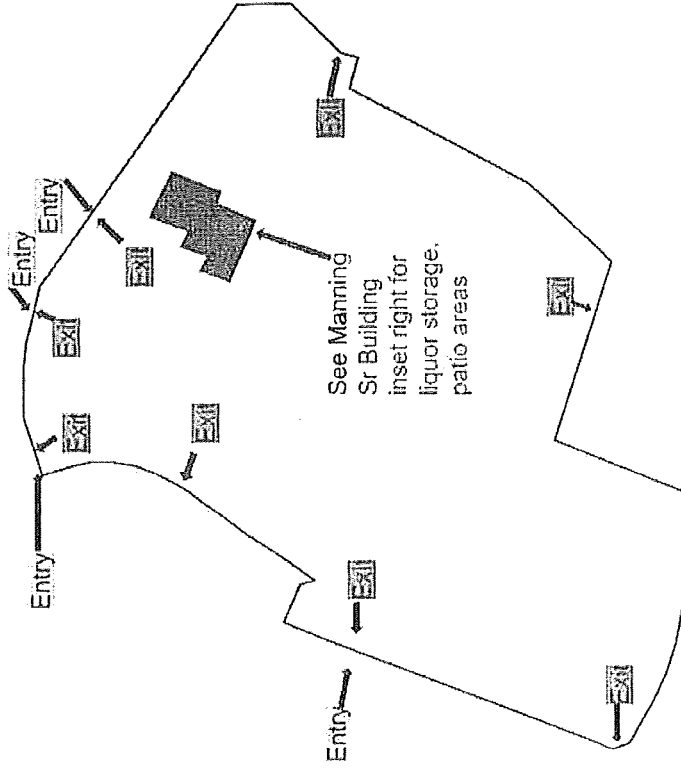 Entry
Entry
Exit
Exit
Exit
Exit
Exit
See Manning
Sr Building
inset right for
liquor storage,
patio areas
Exit
Entry
Exit
Entry
Exit